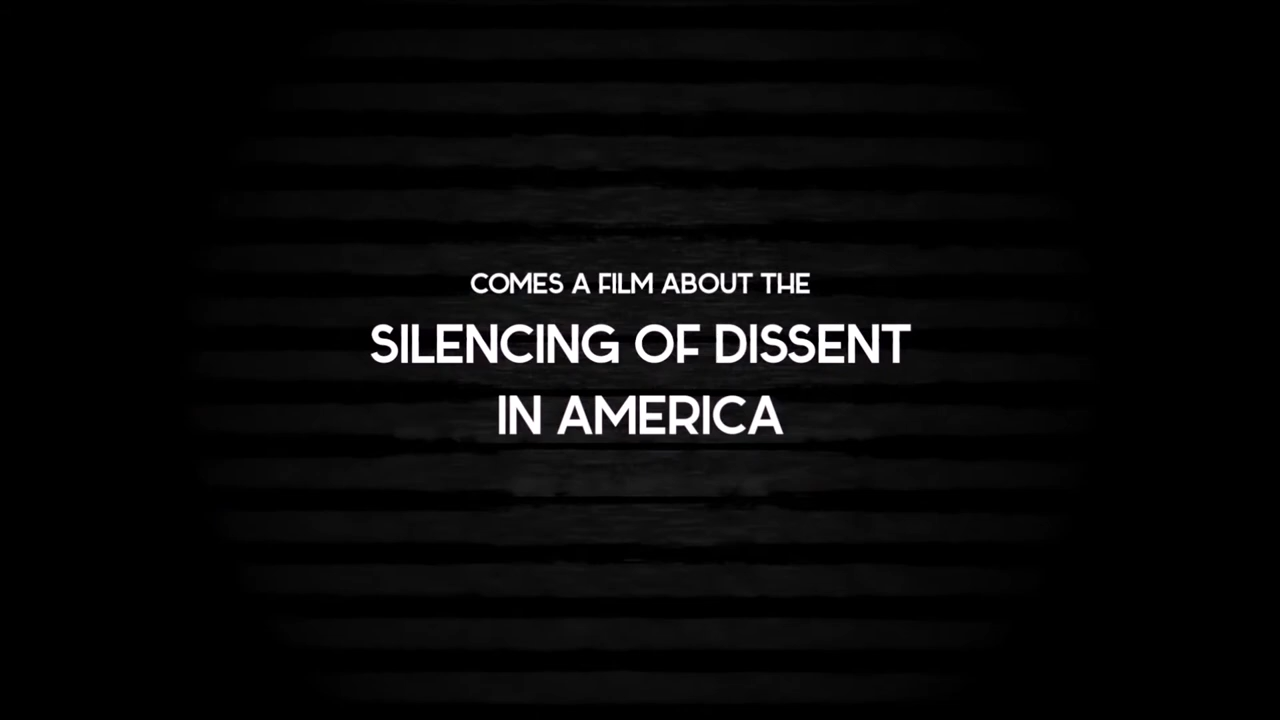 COMES A FILM ABOUT THE
SILENCING OF DISSENT
IN AMERICA